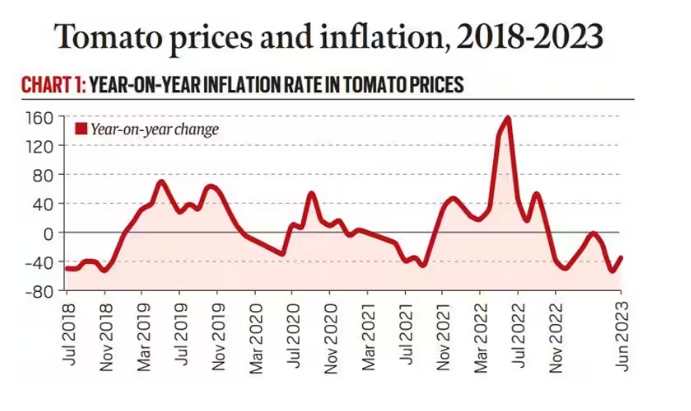 Tomato prices and inflation, 2018-2023
CHART 1: YEAR-ON-YEAR INFLATION RATE IN TOMATO PRICES
Year-on-year change
160
120
80
40
0
-40
-80
Jul 2018
Nov 2018
Mar 2019
Jul 2019
Nov 2019
Mar 2020
Jul 2020
Nov 2020
Mar 2021
Jul 2021
Nov 2021
Mar 2022
Jul 2022
Nov 2022
Jun 2023